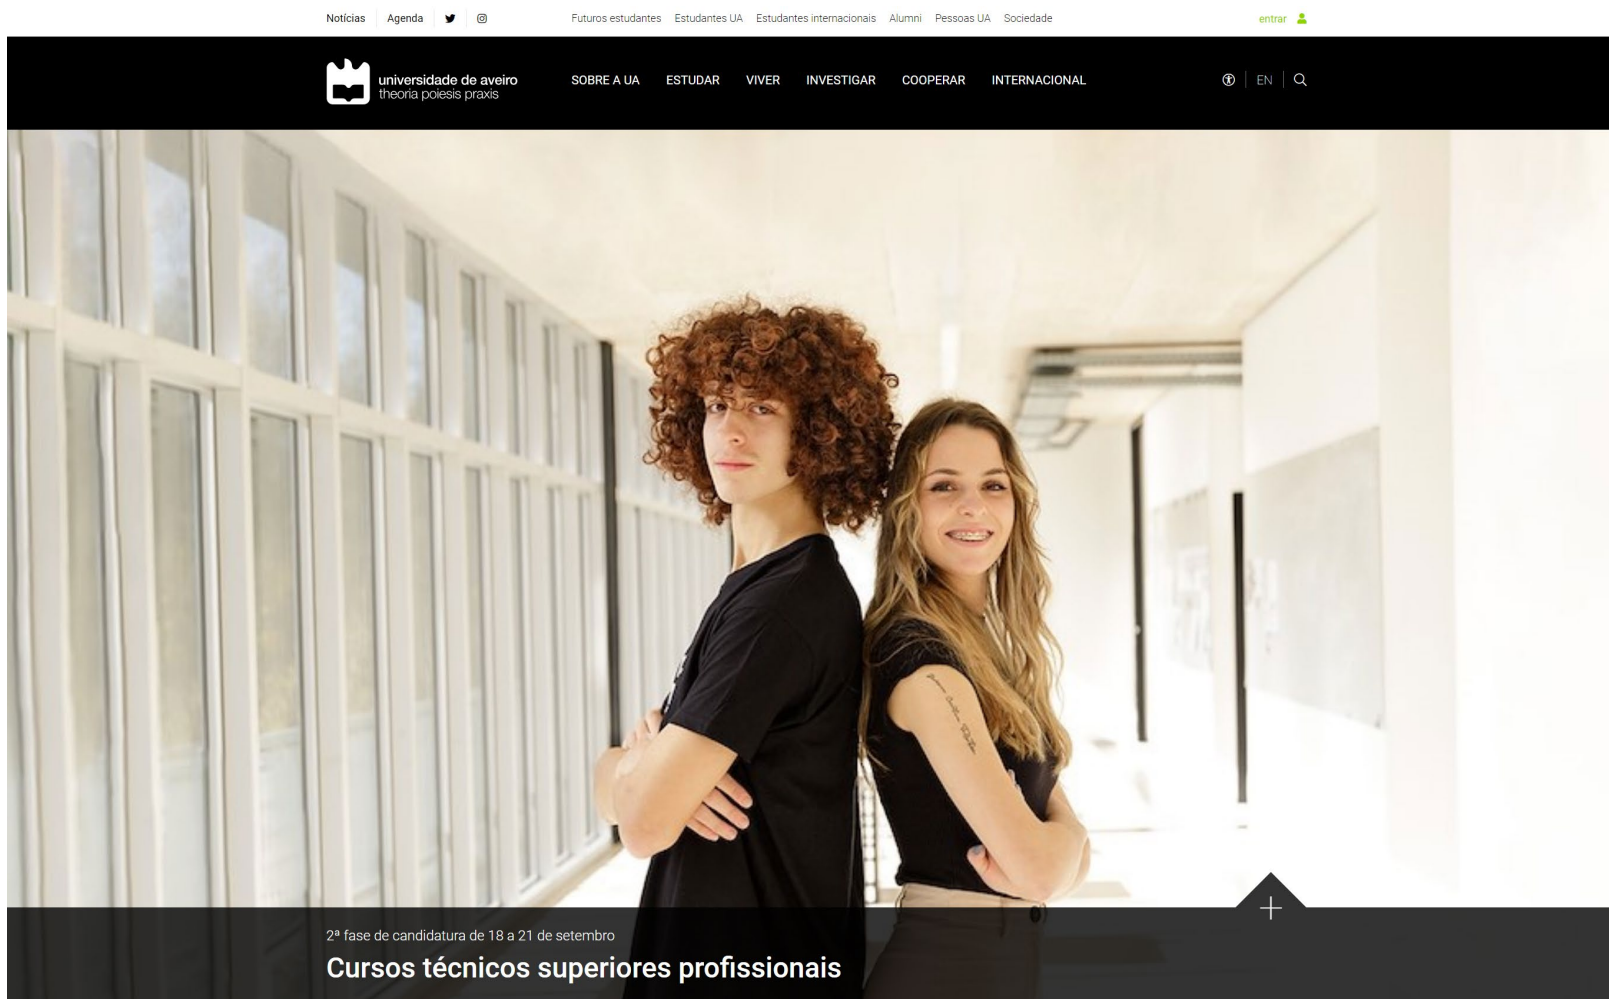 Notícias Agenda Futuros estudantes Estudantes UA Estudantes internacionais Alumni Pessoas UA Sociedade entrar
universidade de aveiro
theoria poiesis praxis
SOBRE A UA ESTUDAR VIVER INVESTIGAR COOPERAR INTERNACIONAL EN
2ª fase de candidatura de 18 a 21 de setembro
Cursos técnicos superiores profissionais